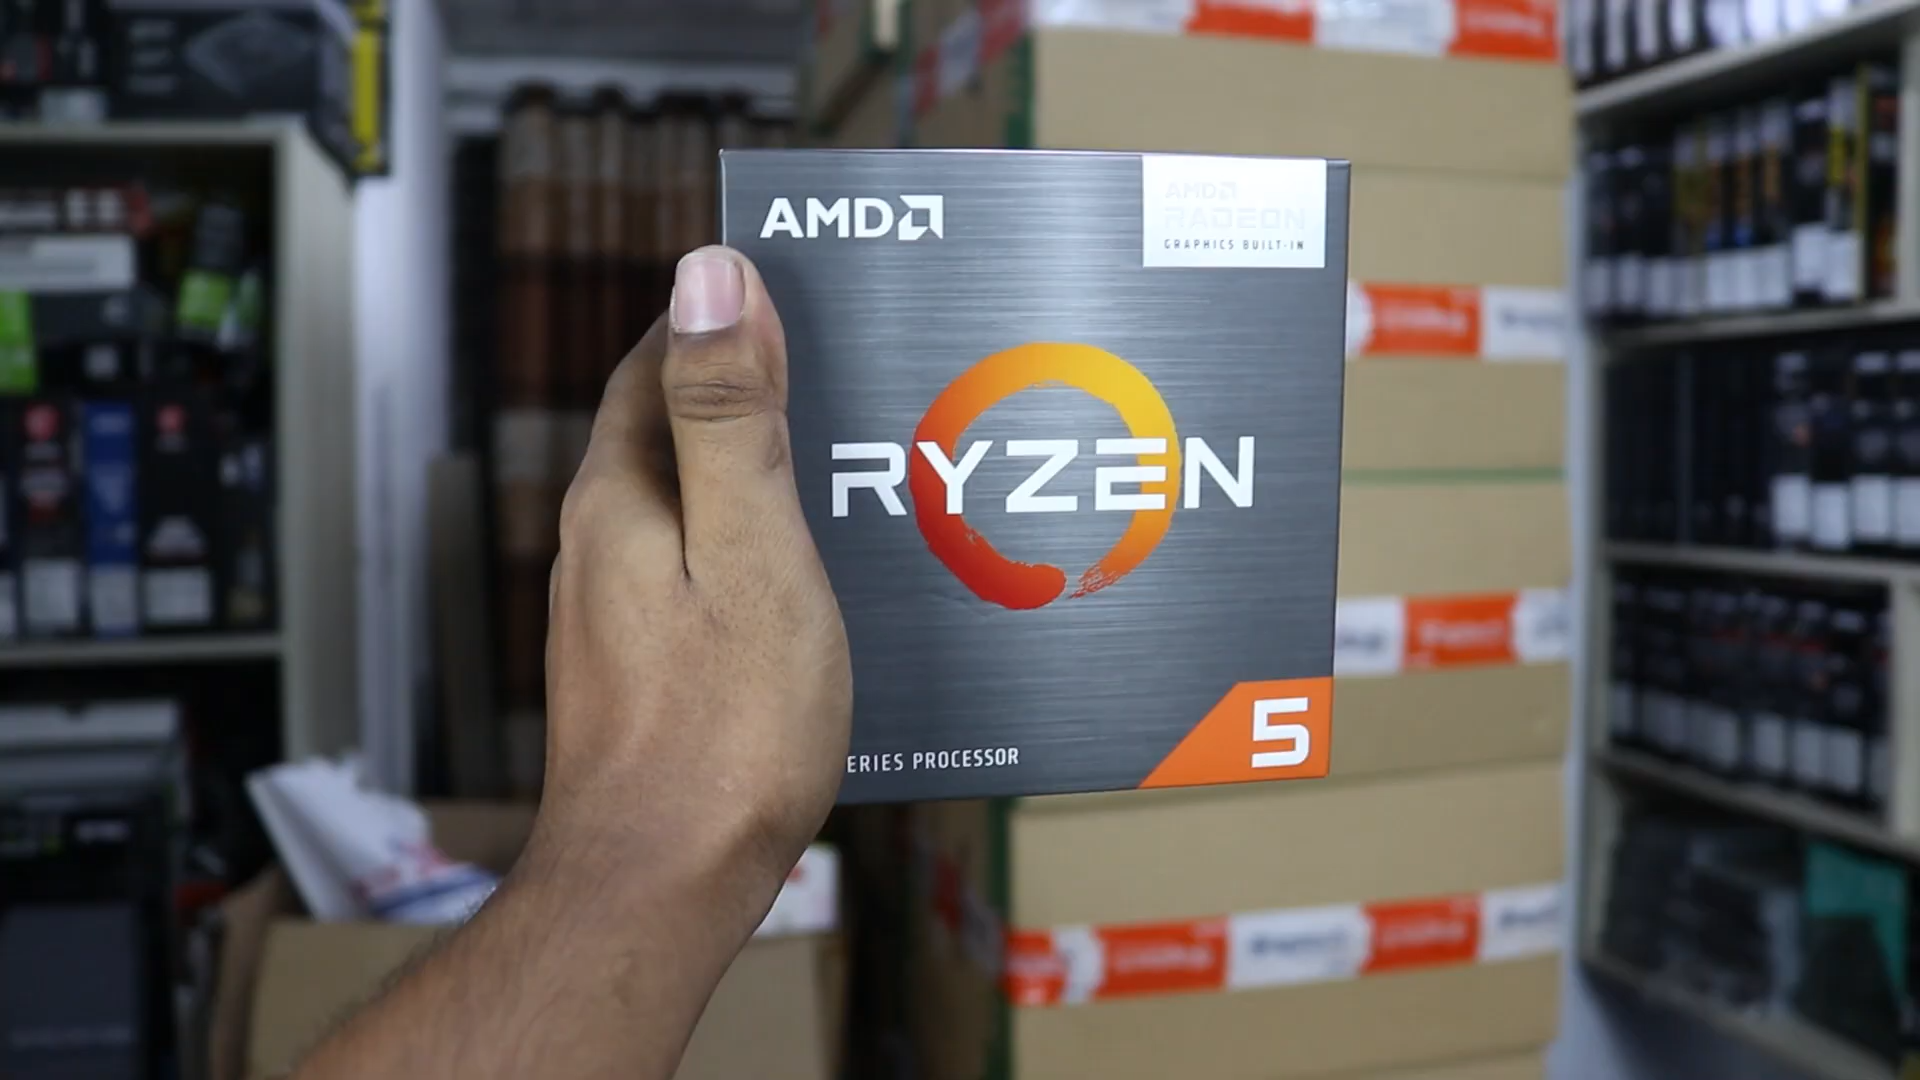 AMD
AMD
RADEON
GRAPHICS BUILT-IN
RYZEN
5
ERIES PROCESSOR